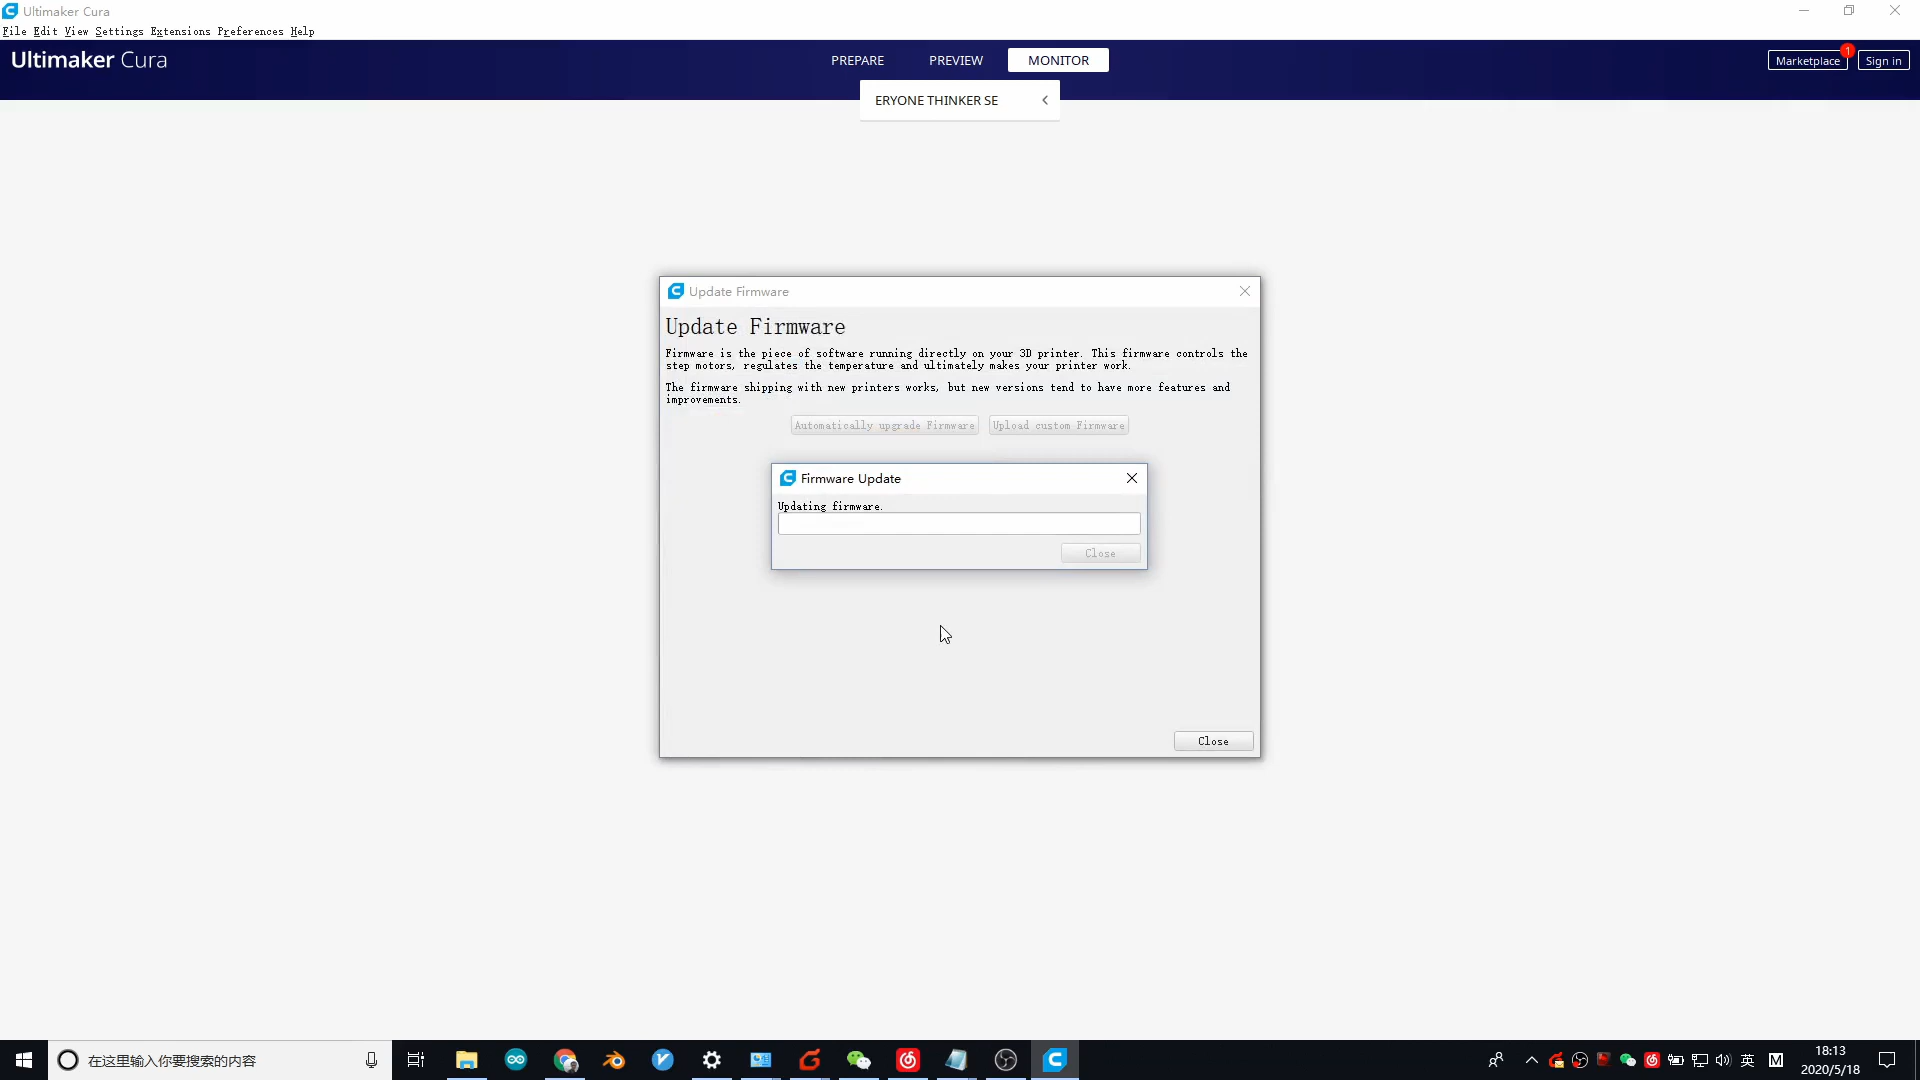 Ultimaker Cura
File Edit View Settings Extensions Preferences Help
Ultimaker Cura
PREPARE PREVIEW MONITOR
Marketplace 1 Sign in
ERYONE THINKER SE
Update Firmware
Update Firmware
Firmware is the piece of software running directly on your 3D printer. This firmware controls the
step motors, regulates the temperature and ultimately makes your printer work.
The firmware shipping with new printers works, but new versions tend to have more features and
improvements.
Automatically upgrade Firmware Upload custom Firmware
Firmware Update
Updating firmware.
Close
Close
在这里输入你要搜索的内容
英
M
18:13
2020/5/18